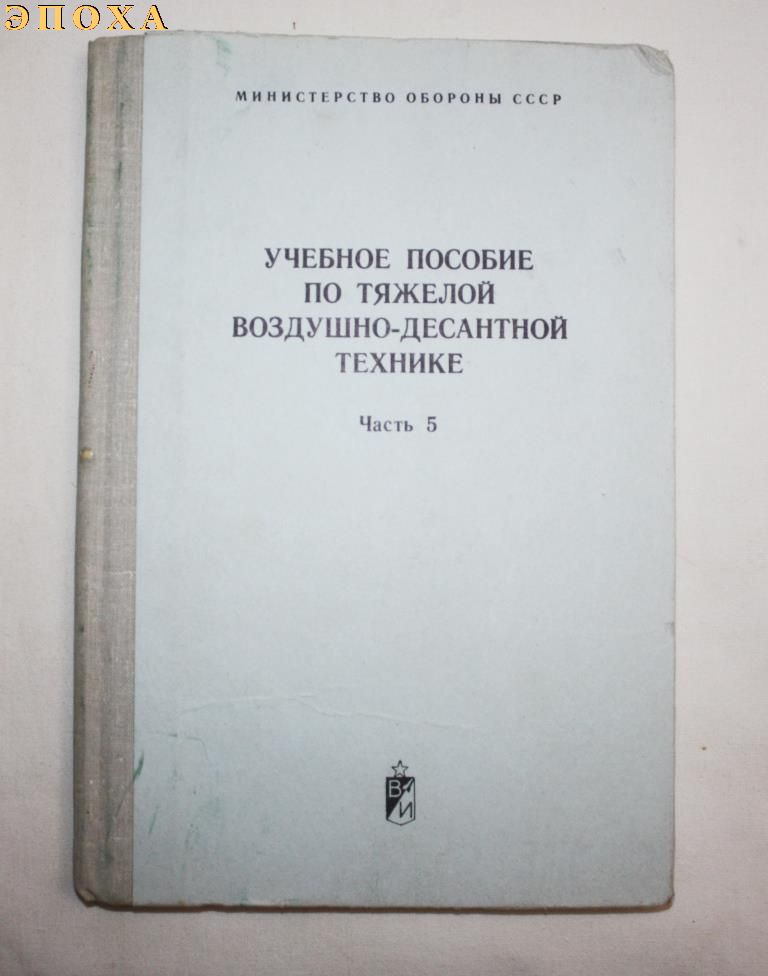 ЭПОХА
МИНИСТЕРСТВО ОБОРОНЫ СССР
УЧЕБНОЕ ПОСОБИЕ
ПО ТЯЖЕЛОЙ
ВОЗДУШНО-ДЕСАНТНОЙ
ТЕХНИКЕ
Часть 5
В
И